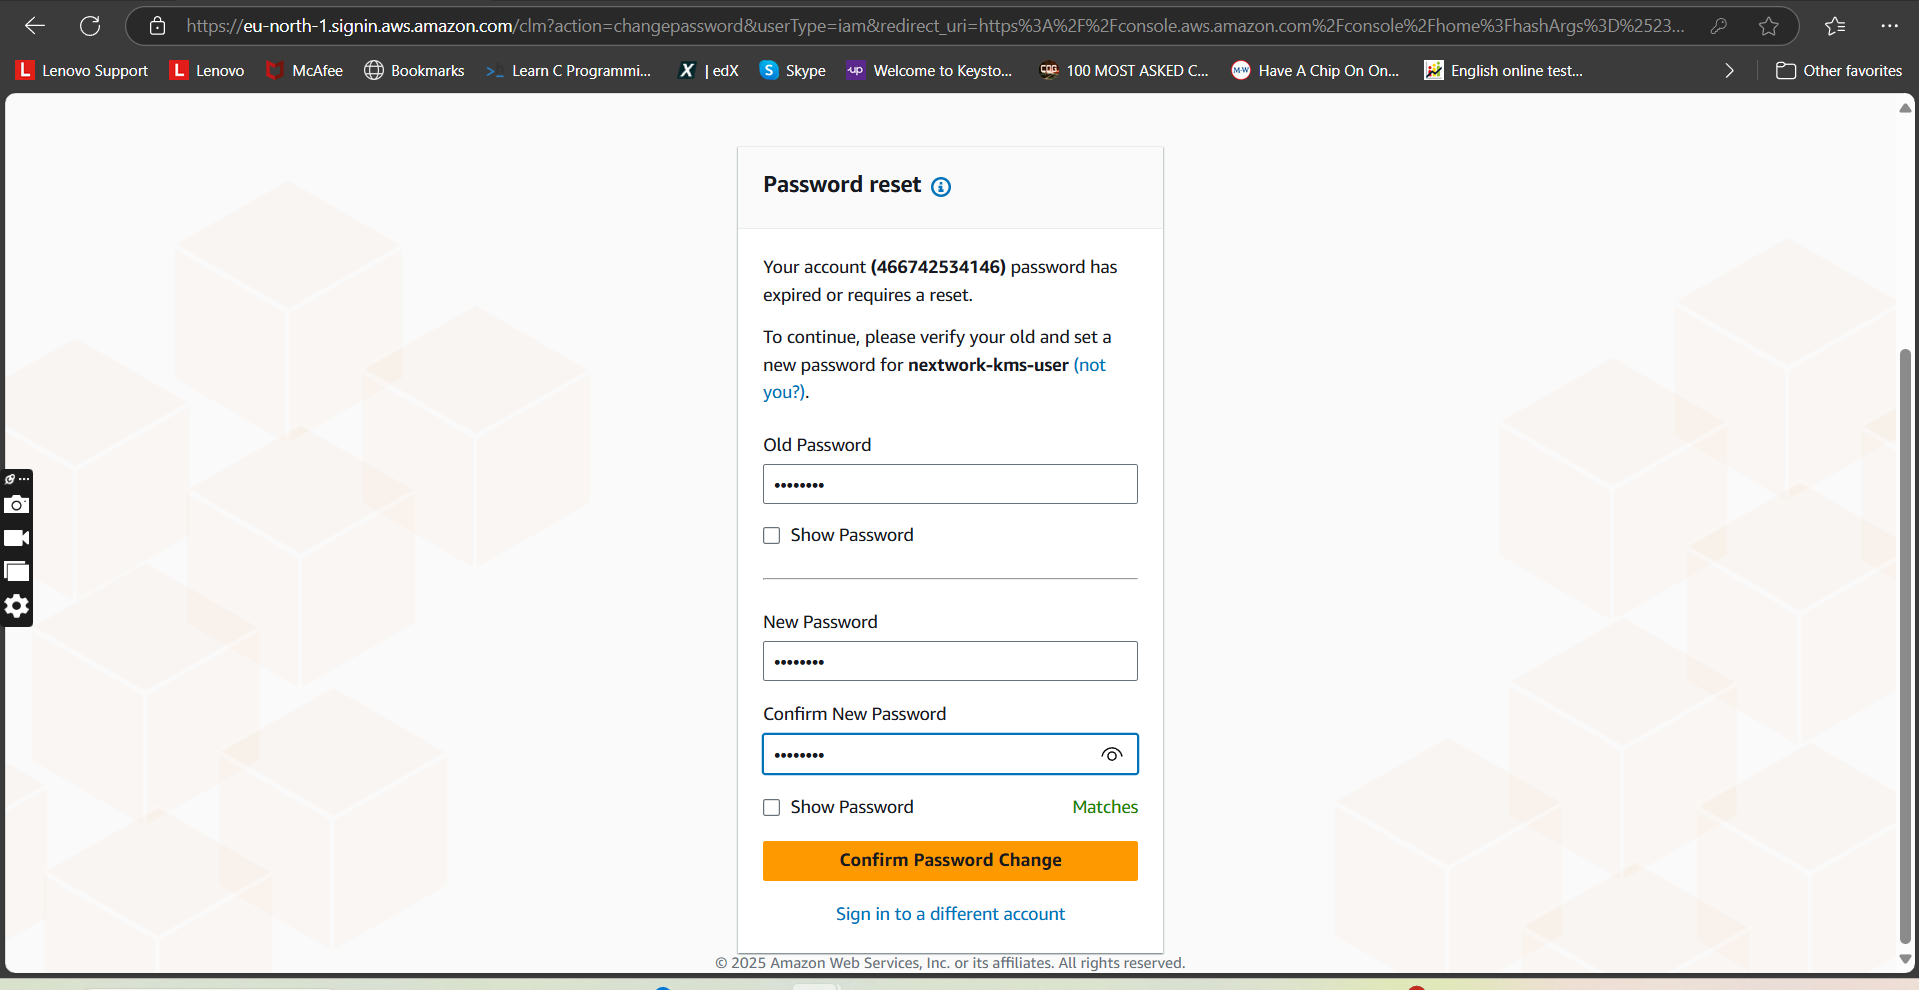 https://eu-north-1.signin.aws.amazon.com/clm?action=changepassword&userType=iam&redirect_uri=https%3A%2F%2Fconsole.aws.amazon.com%2Fconsole%2Fhome%3FhashArgs%3D%2523...
L Lenovo Support L Lenovo McAfee Bookmarks Learn C Programmi... X | edX S Skype up Welcome to Keysto... CQG 100 MOST ASKED C... M-W Have A Chip On On... English online test... Other favorites
Password reset
Your account (466742534146) password has
expired or requires a reset.
To continue, please verify your old and set a
new password for nextwork-kms-user (not
you?).
Old Password
••••••••
Show Password
New Password
••••••••
Confirm New Password
••••••••
Show Password Matches
Confirm Password Change
Sign in to a different account
© 2025 Amazon Web Services, Inc. or its affiliates. All rights reserved.